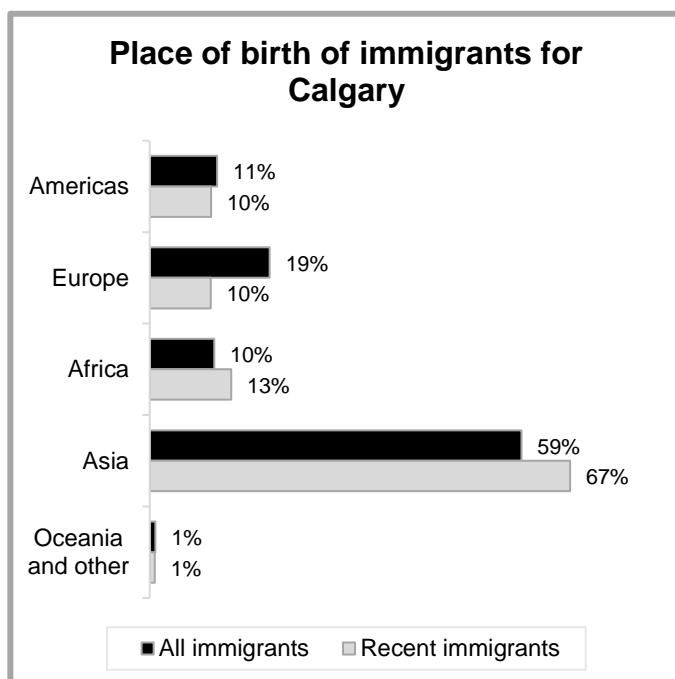 Place of birth of immigrants for
Calgary
Americas
11%
10%
Europe
19%
10%
Africa
10%
13%
Asia
59%
67%
Oceania
and other
1%
1%
All immigrants
Recent immigrants